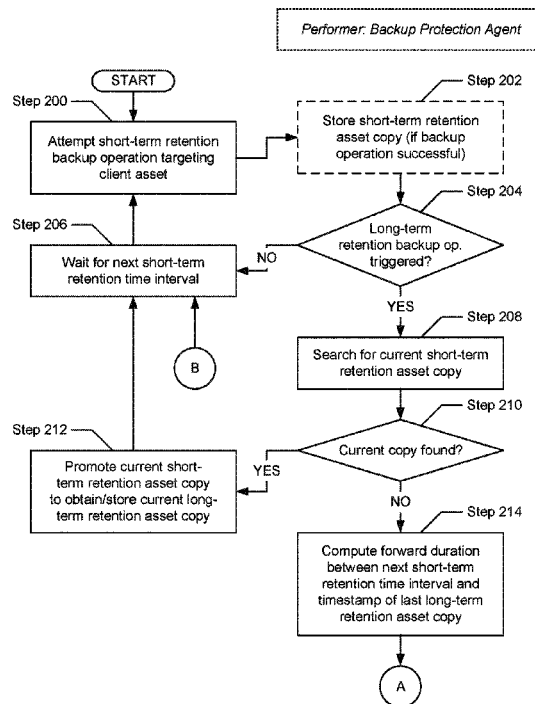 Performer: Backup Protection Agent
START
Step 200
Attempt short-term retention
backup operation targeting
client asset
Step 202
Store short-term retention
asset copy (if backup
operation successful)
Step 204
Long-term
retention backup op.
triggered?
NO
YES
Step 206
Wait for next short-term
retention time interval
B
Step 208
Search for current short-term
retention asset copy
Step 210
Current copy found?
YES
NO
Step 212
Promote current short-
term retention asset copy
to obtain/store current long-
term retention asset copy
Step 214
Compute forward duration
between next short-term
retention time interval and
timestamp of last long-term
retention asset copy
A